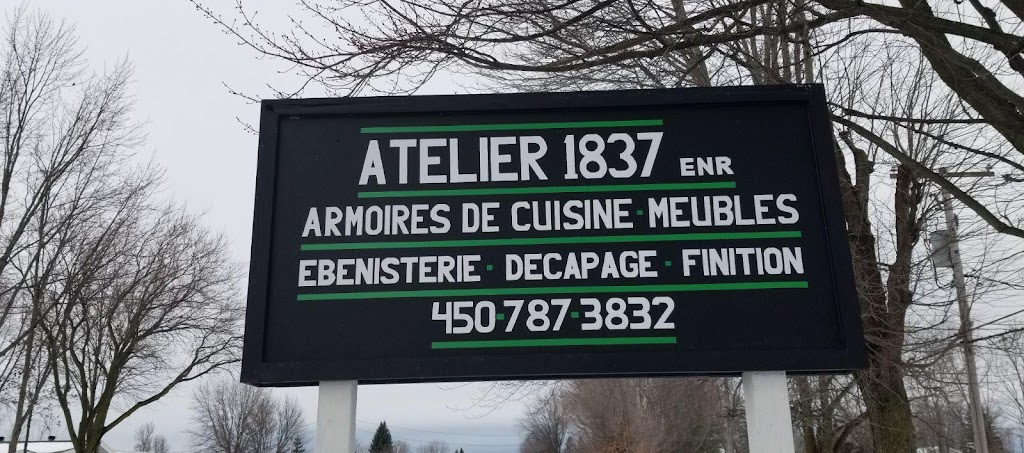 ATELIER 1837 ENR
ARMOIRES DE CUISINE · MEUBLES
EBENISTERIE · DECAPAGE · FINITION
450-787-3832